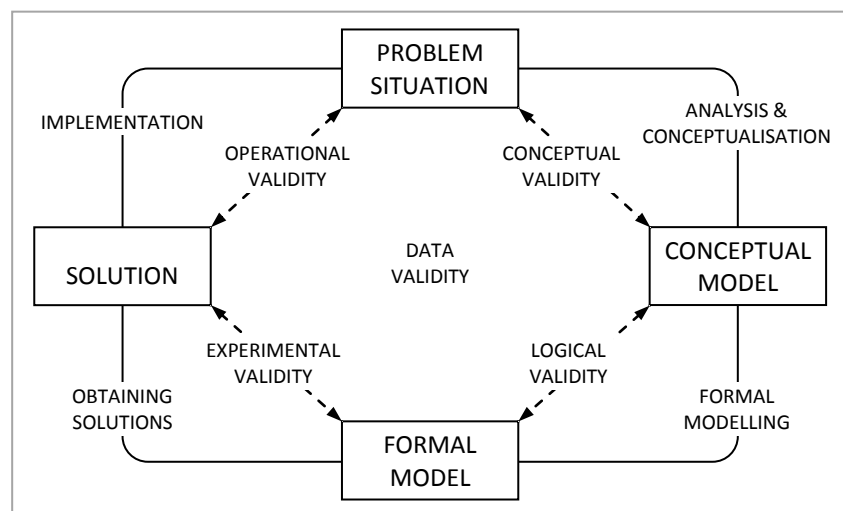 PROBLEM
SITUATION
IMPLEMENTATION
ANALYSIS &
CONCEPTUALISATION
OPERATIONAL
VALIDITY
CONCEPTUAL
VALIDITY
SOLUTION
DATA
VALIDITY
CONCEPTUAL
MODEL
EXPERIMENTAL
VALIDITY
LOGICAL
VALIDITY
OBTAINING
SOLUTIONS
FORMAL
MODELLING
FORMAL
MODEL